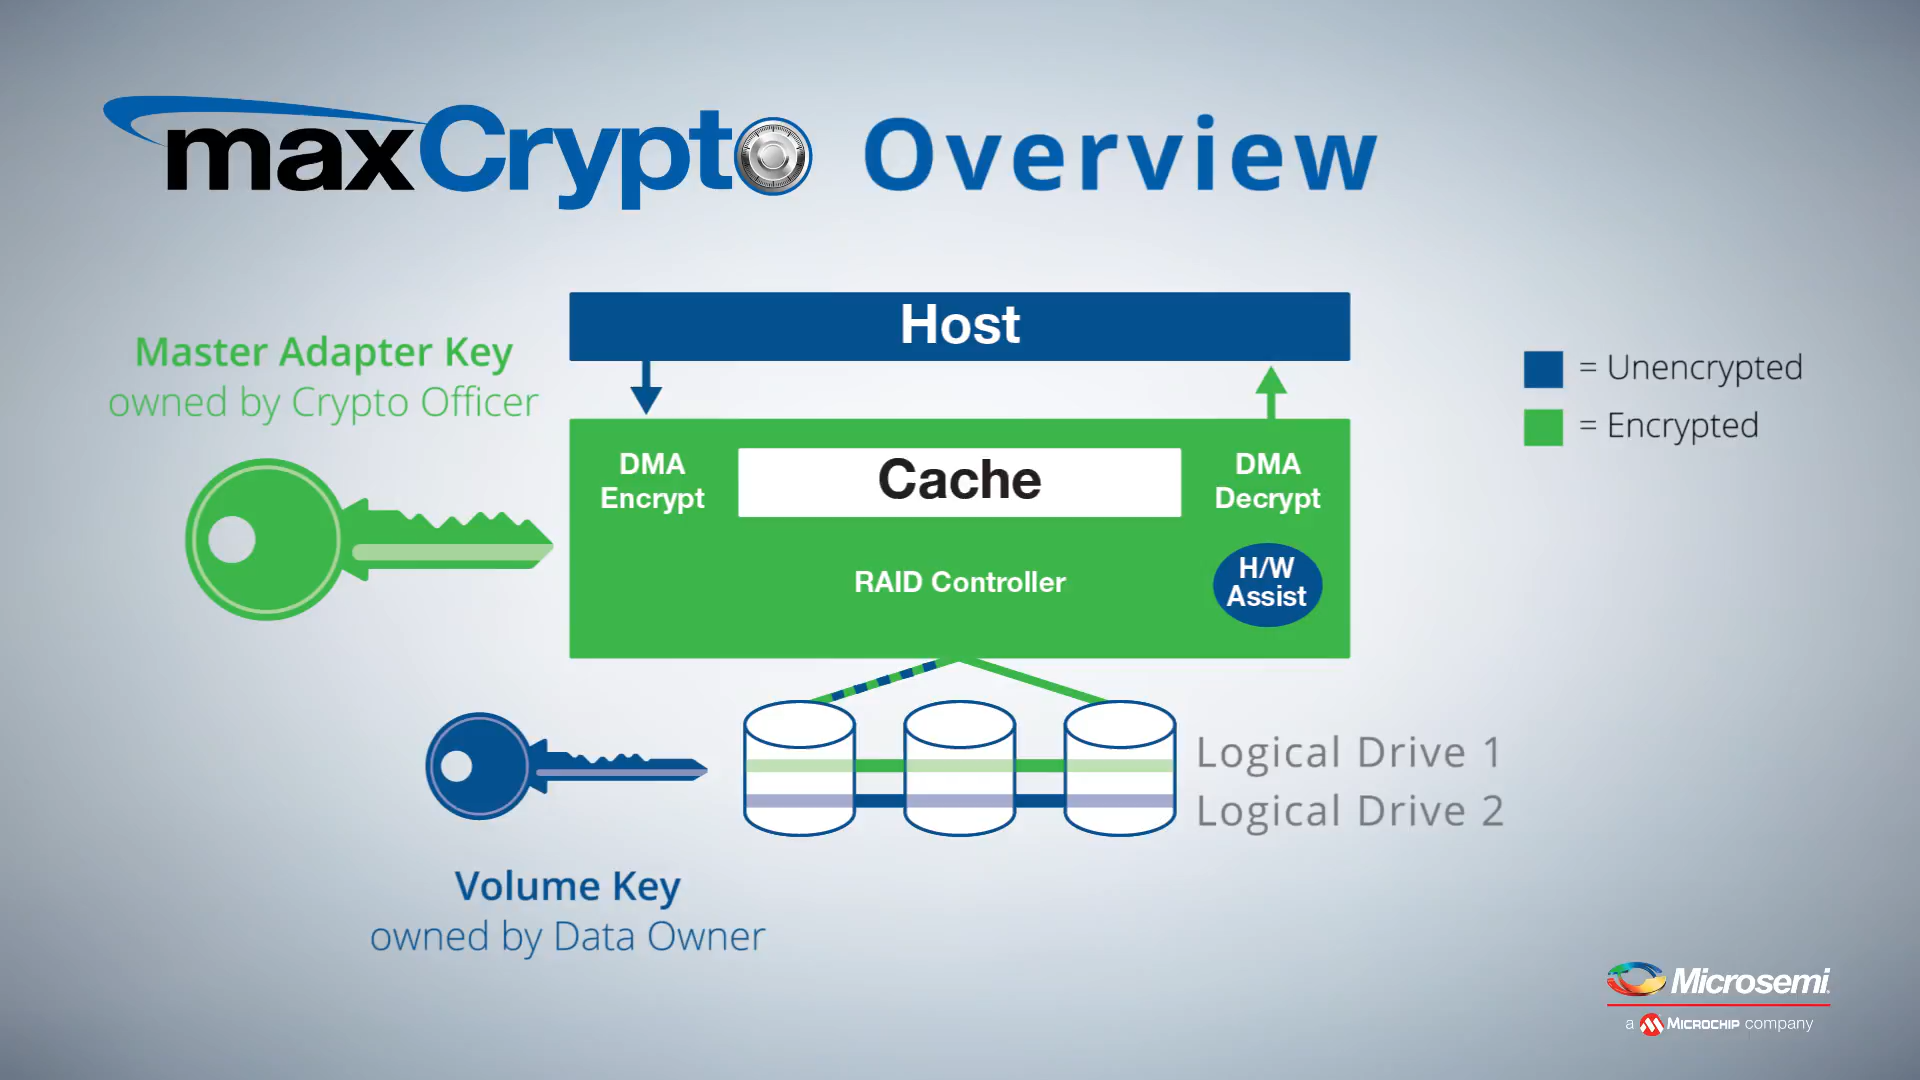 maxCrypto Overview
Host
Master Adapter Key
owned by Crypto Officer
= Unencrypted
= Encrypted
DMA
Encrypt
Cache
DMA
Decrypt
RAID Controller
H/W
Assist
Logical Drive 1
Logical Drive 2
Volume Key
owned by Data Owner
Microsemi
a MICROCHIP company